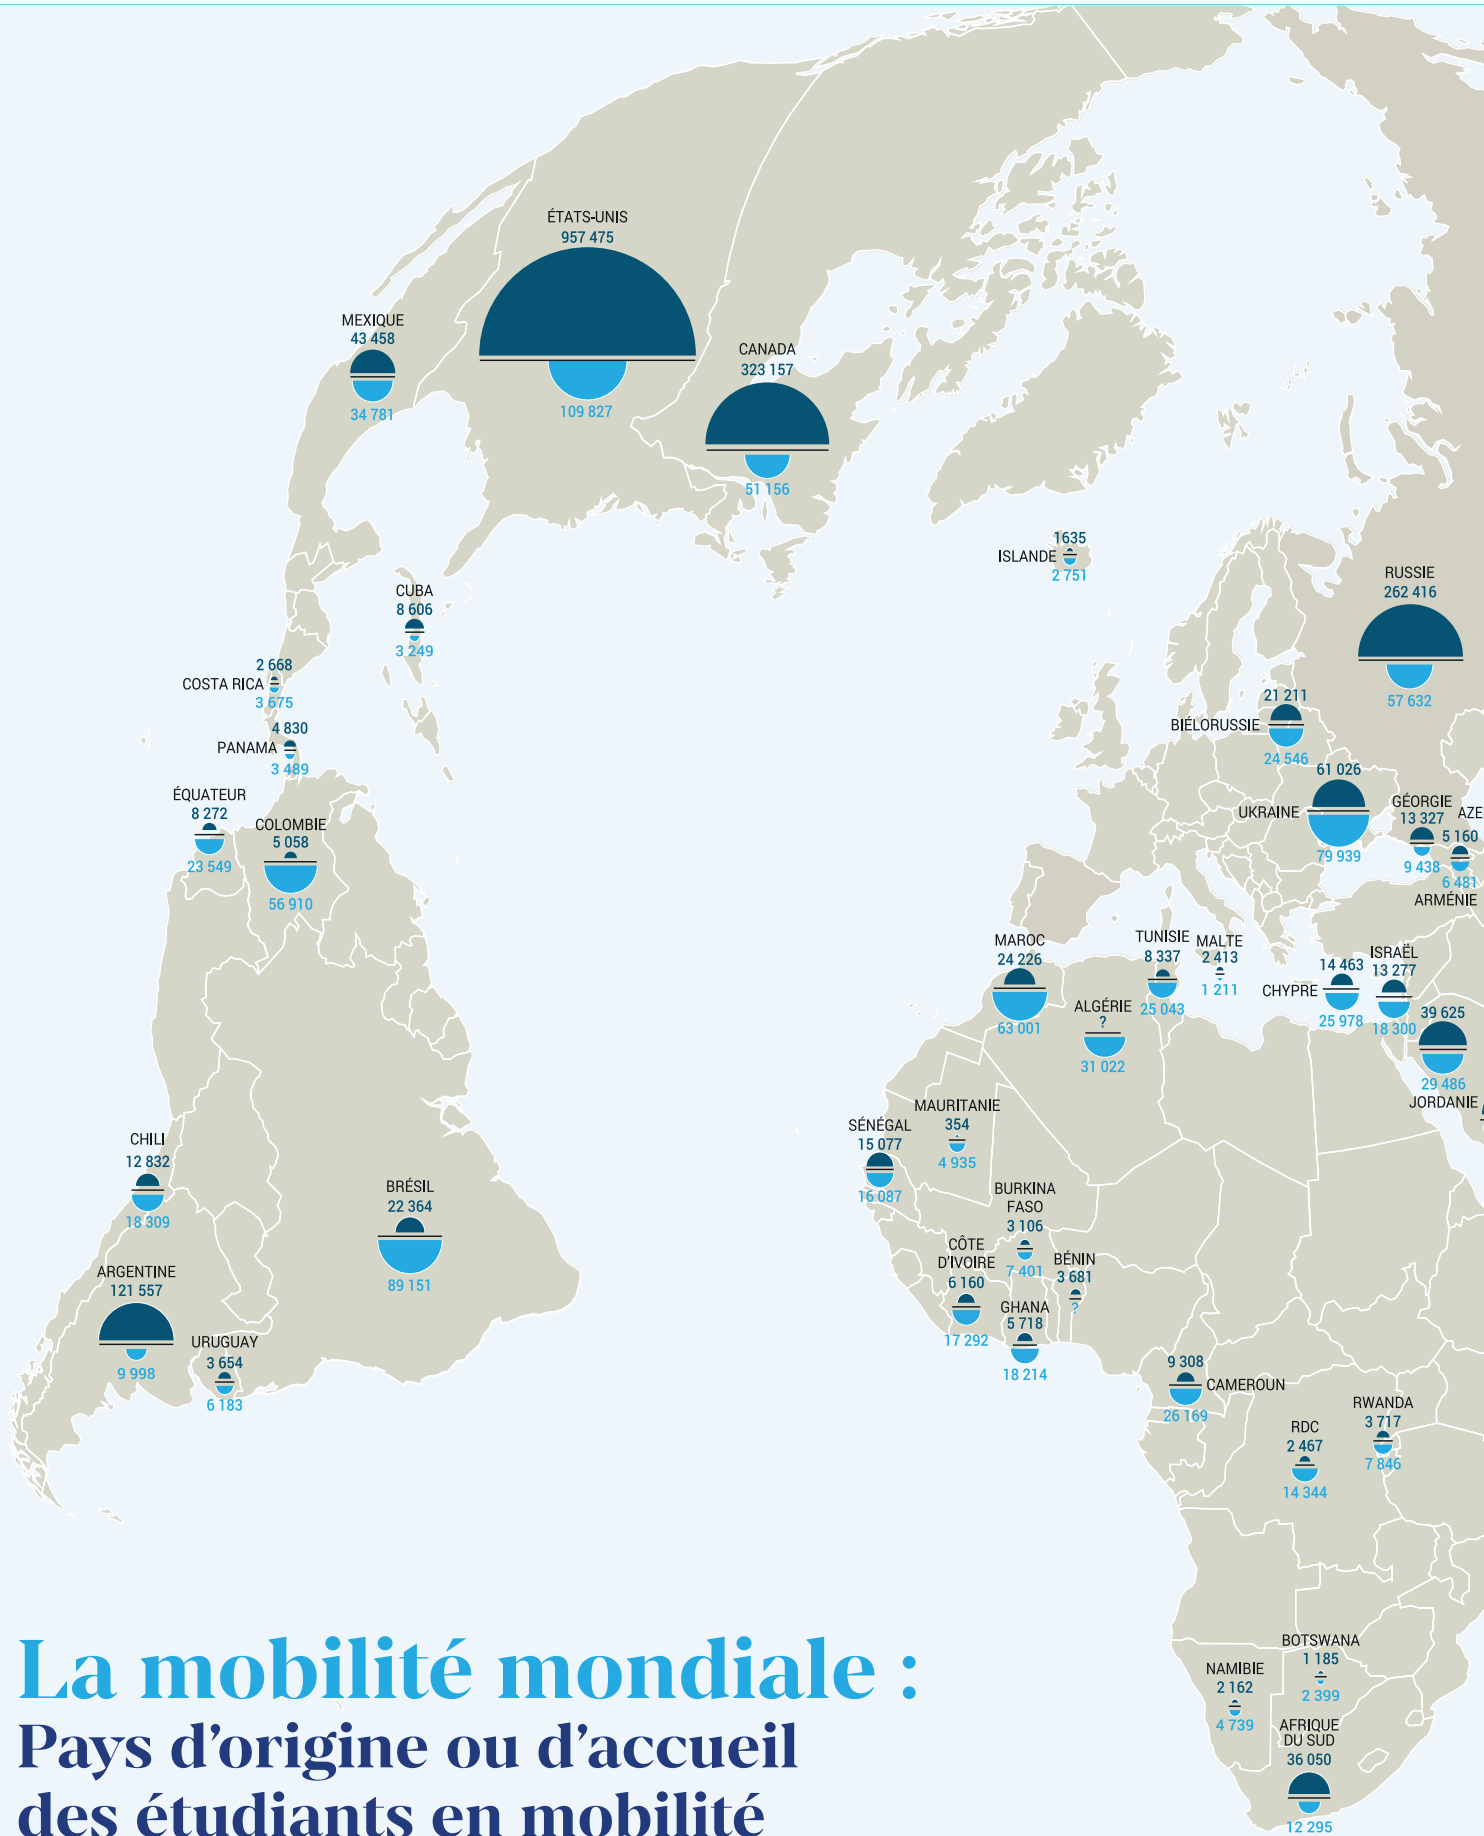 ÉTATS-UNIS
957 475
109 827
MEXIQUE
43 458
34 781
CANADA
323 157
51 156
ISLANDE
1635
2 751
RUSSIE
262 416
57 632
CUBA
8 606
3 249
COSTA RICA
2 668
3 675
PANAMA
4 830
3 489
BIÉLORUSSIE
21 211
24 546
UKRAINE
61 026
79 939
GÉORGIE
13 327
9 438
AZE
5 160
6 481
ARMÉNIE
ÉQUATEUR
8 272
23 549
COLOMBIE
5 058
56 910
MAROC
24 226
63 001
ALGÉRIE
?
31 022
TUNISIE
8 337
25 043
MALTE
2 413
1 211
CHYPRE
14 463
25 978
ISRAËL
13 277
18 300
39 625
29 486
JORDANIE
MAURITANIE
354
4 935
SÉNÉGAL
15 077
16 087
BURKINA
FASO
3 106
7 401
CÔTE
D'IVOIRE
6 160
17 292
GHANA
5 718
18 214
BÉNIN
3 681
?
CHILI
12 832
18 309
BRÉSIL
22 364
89 151
ARGENTINE
121 557
9 998
URUGUAY
3 654
6 183
9 308
CAMEROUN
26 169
RDC
2 467
14 344
RWANDA
3 717
7 846
BOTSWANA
1 185
2 399
NAMIBIE
2 162
4 739
AFRIQUE
DU SUD
36 050
12 295
La mobilité mondiale :
Pays d'origine ou d'accueil
des étudiants en mobilité